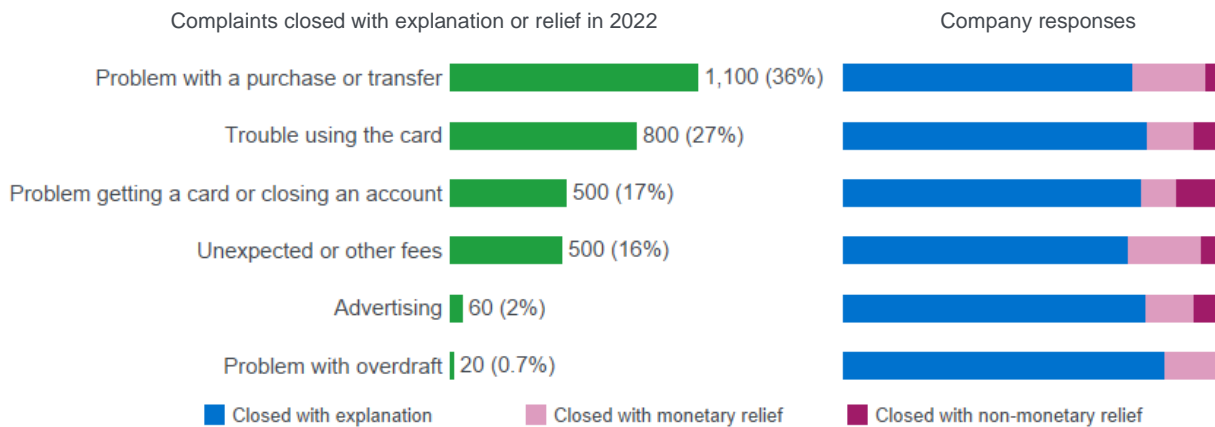 Complaints closed with explanation or relief in 2022
Company responses
Problem with a purchase or transfer 1,100 (36%)
Trouble using the card 800 (27%)
Problem getting a card or closing an account 500 (17%)
Unexpected or other fees 500 (16%)
Advertising 60 (2%)
Problem with overdraft 20 (0.7%)
Closed with explanation Closed with monetary relief Closed with non-monetary relief